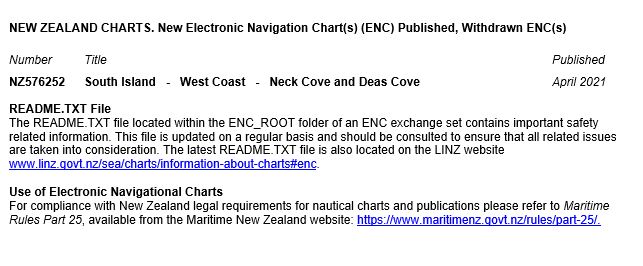 NEW ZEALAND CHARTS. New Electronic Navigation Chart(s) (ENC) Published, Withdrawn ENC(s)
Number Title Published
NZ576252 South Island - West Coast - Neck Cove and Deas Cove April 2021
README.TXT File
The README.TXT file located within the ENC_ROOT folder of an ENC exchange set contains important safety
related information. This file is updated on a regular basis and should be consulted to ensure that all related issues
are taken into consideration. The latest README.TXT file is also located on the LINZ website
www.linz.govt.nz/sea/charts/information-about-charts#enc.
Use of Electronic Navigational Charts
For compliance with New Zealand legal requirements for nautical charts and publications please refer to Maritime
Rules Part 25, available from the Maritime New Zealand website: https://www.maritimenz.govt.nz/rules/part-25/.